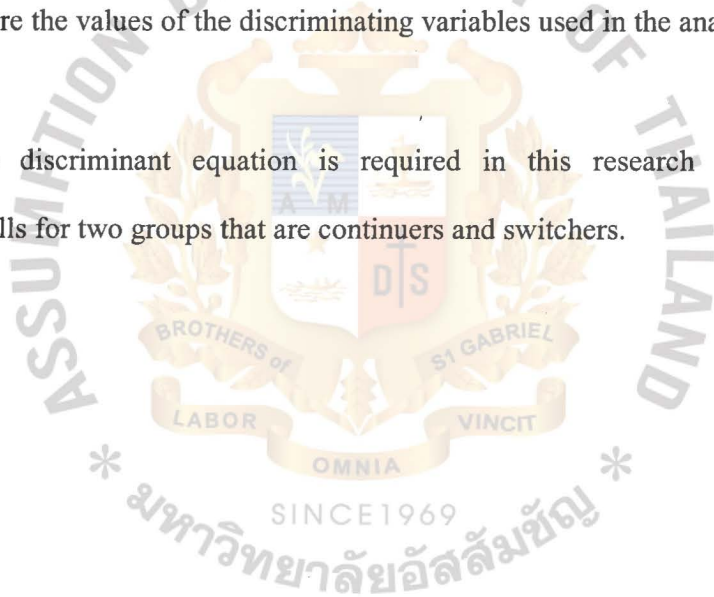 re the values of the discriminating variables used in the ana
discriminant equation is required in this research
lls for two groups that are continuers and switchers.
ASSUMPTION
OF THAILAND
A M
D S
BROTHERS of
S1 GABRIEL
LABOR
VINCIT
OMNIA
* *
SINCE1969
มหาวิทยาลัยอัสสัมชัญ